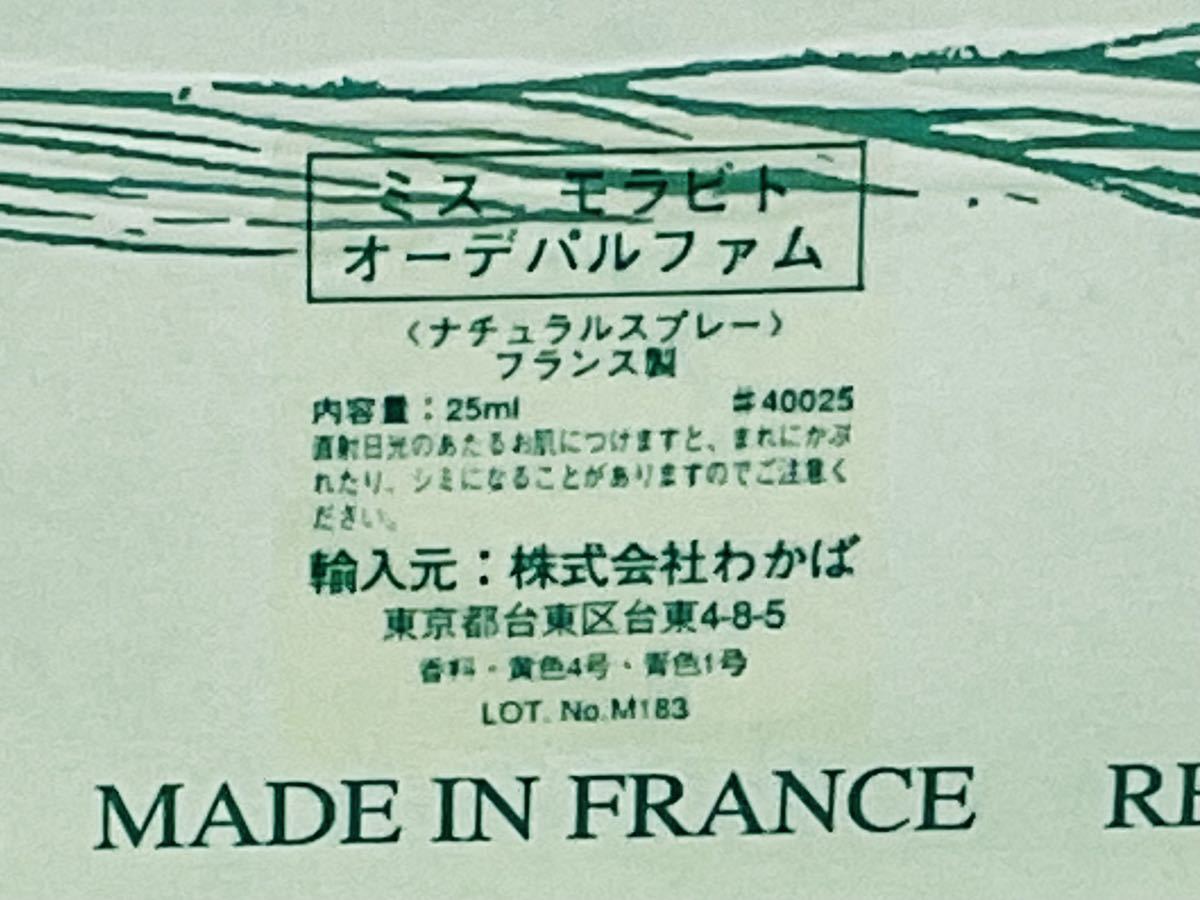 ミス モラビト
オーデパルファム
〈ナチュラルスプレー〉
フランス製
内容量：25ml #40025
直射日光のあたるお肌につけますと、まれにかぶ
れたり、シミになることがありますのでご注意く
ださい。
輸入元：株式会社わかば
東京都台東区台東4-8-5
香料・黄色4号・青色1号
LOT. No.M183
MADE IN FRANCE RE